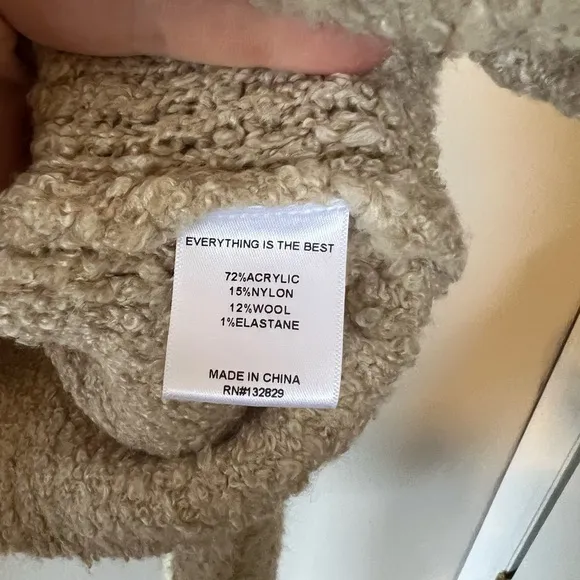 EVERYTHING IS THE BEST
72%ACRYLIC
15%NYLON
12%WOOL
1%ELASTANE
MADE IN CHINA
RN#132829